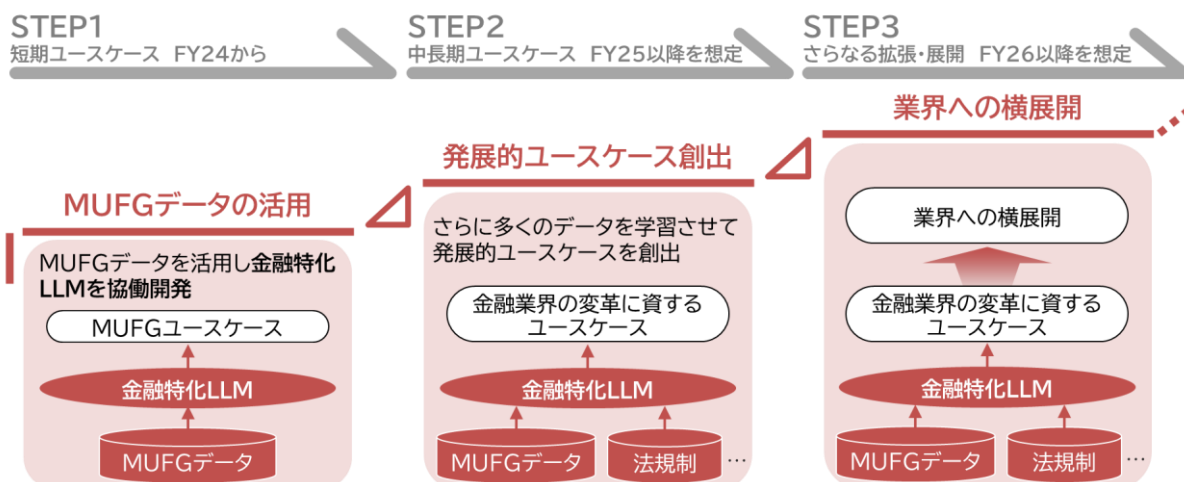 STEP1
短期ユースケース FY24から
STEP2
中長期ユースケース FY25以降を想定
STEP3
さらなる拡張・展開 FY26以降を想定
MUFGデータの活用
MUFGデータを活用し金融特化
LLMを協働開発
MUFGユースケース
金融特化LLM
MUFGデータ
発展的ユースケース創出
さらに多くのデータを学習させて
発展的ユースケースを創出
金融業界の変革に資する
ユースケース
金融特化LLM
MUFGデータ
法規制
…
業界への横展開
業界への横展開
金融業界の変革に資する
ユースケース
金融特化LLM
MUFGデータ
法規制
…